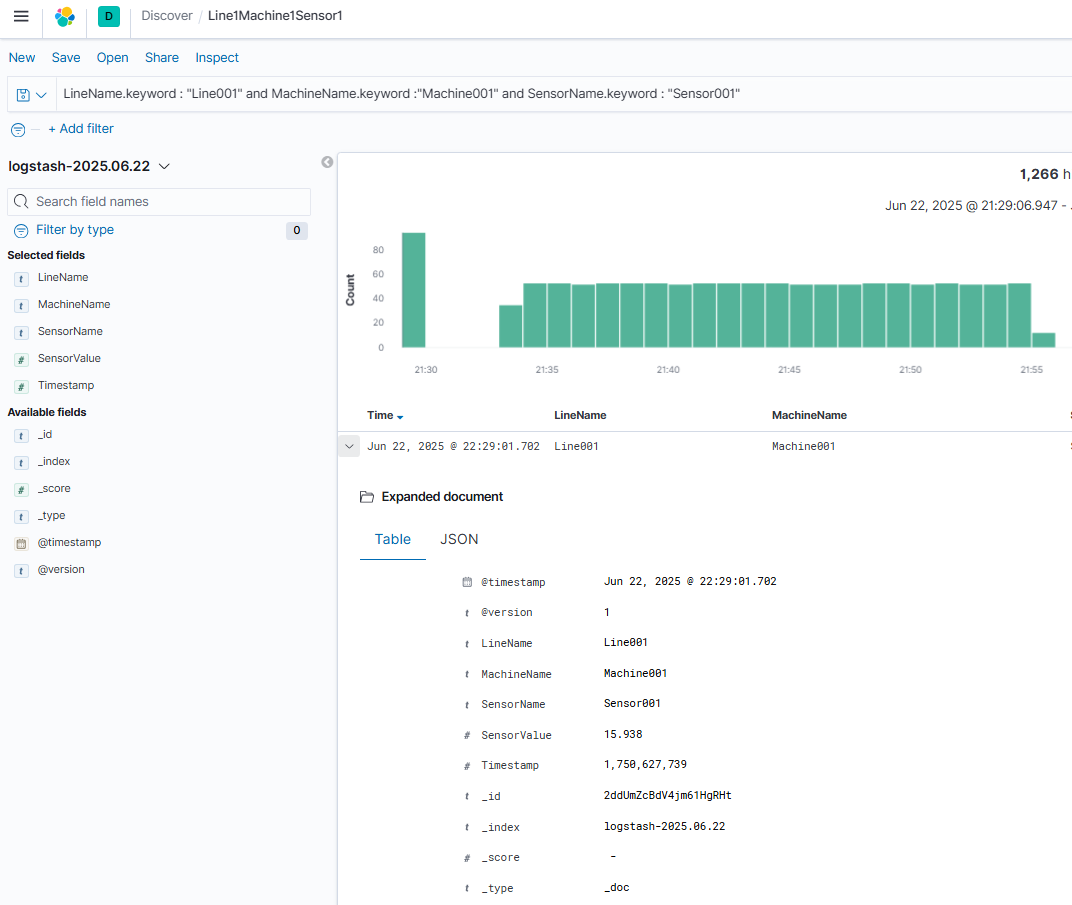 D Discover / Line1Machine1Sensor1
New Save Open Share Inspect
LineName.keyword : "Line001" and MachineName.keyword :"Machine001" and SensorName.keyword : "Sensor001"
+ Add filter
logstash-2025.06.22
Search field names
Filter by type 0
Selected fields
t LineName
t MachineName
t SensorName
# SensorValue
# Timestamp
Available fields
t _id
t _index
# _score
t _type
@timestamp
t @version
1,266 h
Jun 22, 2025 @ 21:29:06.947 -
Count
80
60
40
20
0
21:30 21:35 21:40 21:45 21:50 21:55
Time LineName MachineName
Jun 22, 2025 @ 22:29:01.702 Line001 Machine001
Expanded document
Table JSON
@timestamp Jun 22, 2025 @ 22:29:01.702
t @version 1
t LineName Line001
t MachineName Machine001
t SensorName Sensor001
# SensorValue 15.938
# Timestamp 1,750,627,739
t _id 2ddUmZcBdV4jm61HgRHt
t _index logstash-2025.06.22
# _score -
t _type _doc